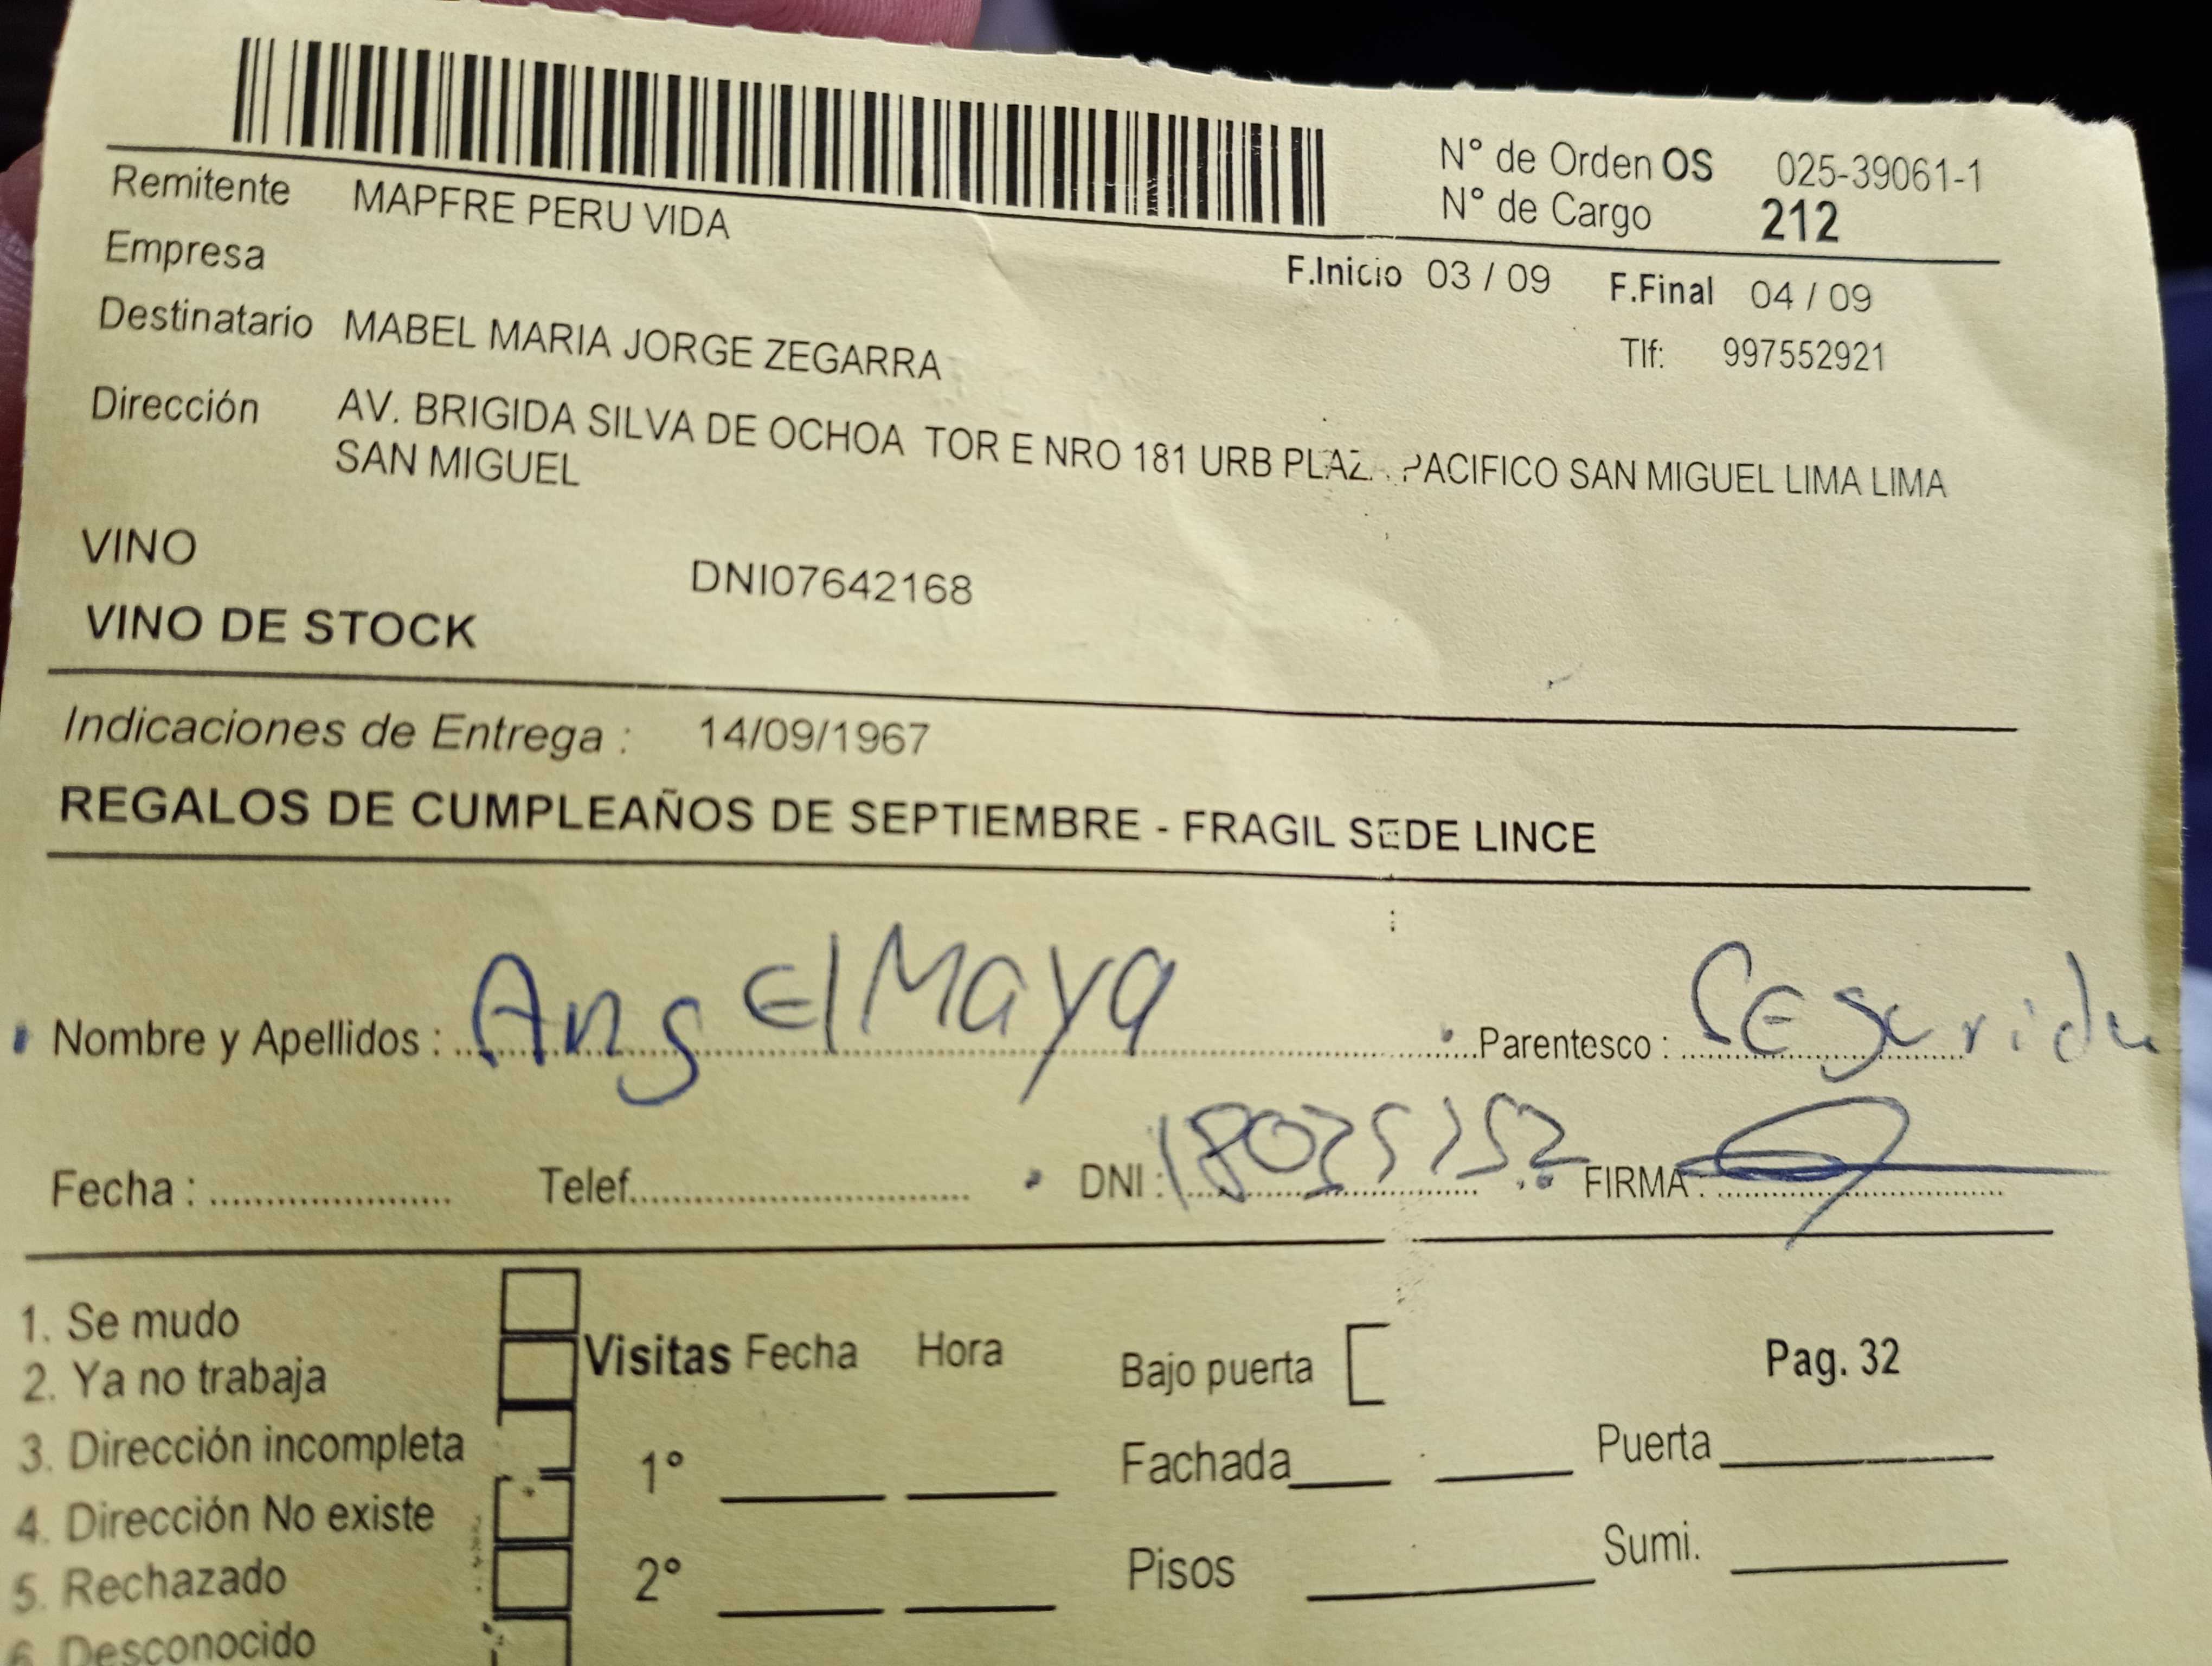 N° de Orden OS 025-39061-1
N° de Cargo 212
Remitente MAPFRE PERU VIDA
Empresa
F.Inicio 03 / 09 F.Final 04 / 09
Destinatario MABEL MARIA JORGE ZEGARRA
Tlf: 997552921
Dirección AV. BRIGIDA SILVA DE OCHOA TOR E NRO 181 URB PLAZ PACIFICO SAN MIGUEL LIMA LIMA
SAN MIGUEL
VINO
DNI07642168
VINO DE STOCK
Indicaciones de Entrega : 14/09/1967
REGALOS DE CUMPLEAÑOS DE SEPTIEMBRE - FRAGIL SEDE LINCE
Nombre y Apellidos : AngEl Maya Parentesco : SEgurida
Fecha : Telef. DNI : FIRMA :
1. Se mudo
2. Ya no trabaja
3. Dirección incompleta
4. Dirección No existe
5. Rechazado
6. Desconocido
Visitas Fecha Hora
1°
2°
Bajo puerta Pag. 32
Fachada Puerta
Pisos Sumi.